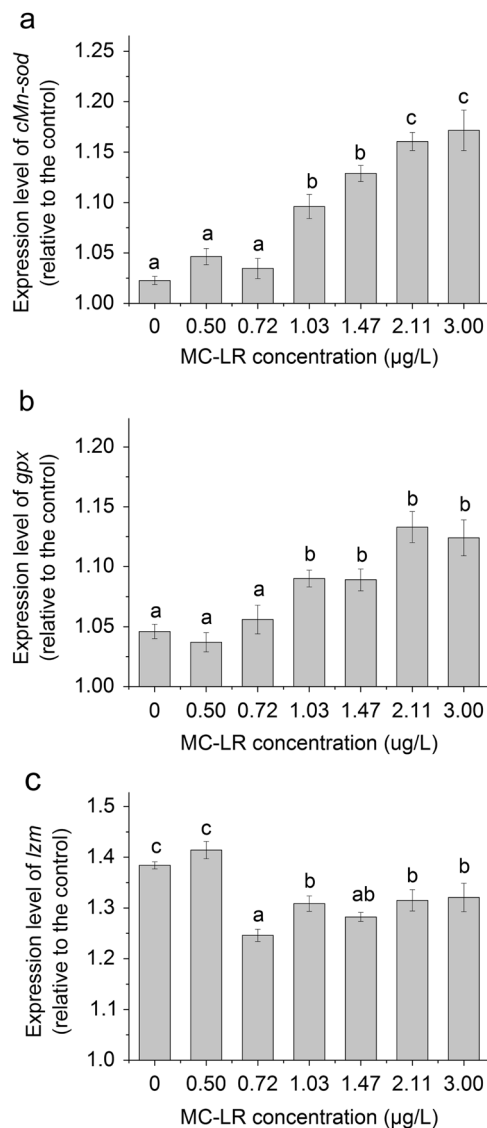 a
Expression level of cMn-sod
(relative to the control)
1.25
1.20
1.15
1.10
1.05
1.00
a
a
a
b
b
c
c
0 0.50 0.72 1.03 1.47 2.11 3.00
MC-LR concentration (µg/L)
b
Expression level of gpx
(relative to the control)
1.20
1.15
1.10
1.05
1.00
a
a
a
b
b
b
b
0 0.50 0.72 1.03 1.47 2.11 3.00
MC-LR concentration (ug/L)
c
Expression level of lzm
(relative to the control)
1.5
1.4
1.3
1.2
1.1
1.0
c
c
a
b
ab
b
b
0 0.50 0.72 1.03 1.47 2.11 3.00
MC-LR concentration (µg/L)